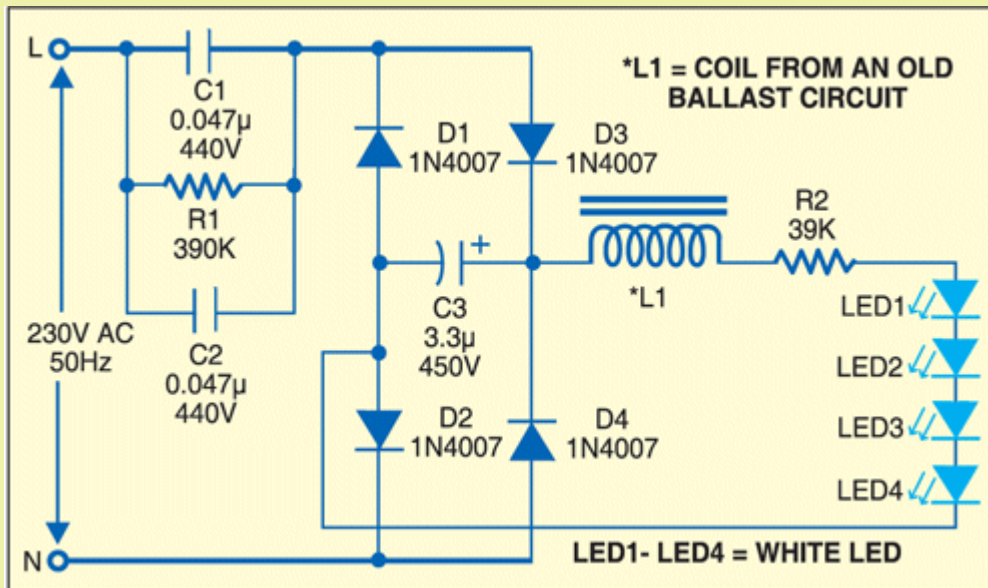 L
C1
0.047µ
440V
R1
390K
C2
0.047µ
440V
230V AC
50Hz
N
D1
1N4007
D3
1N4007
+
C3
3.3µ
450V
D2
1N4007
D4
1N4007
*L1 = COIL FROM AN OLD
BALLAST CIRCUIT
*L1
R2
39K
LED1
LED2
LED3
LED4
LED1- LED4 = WHITE LED